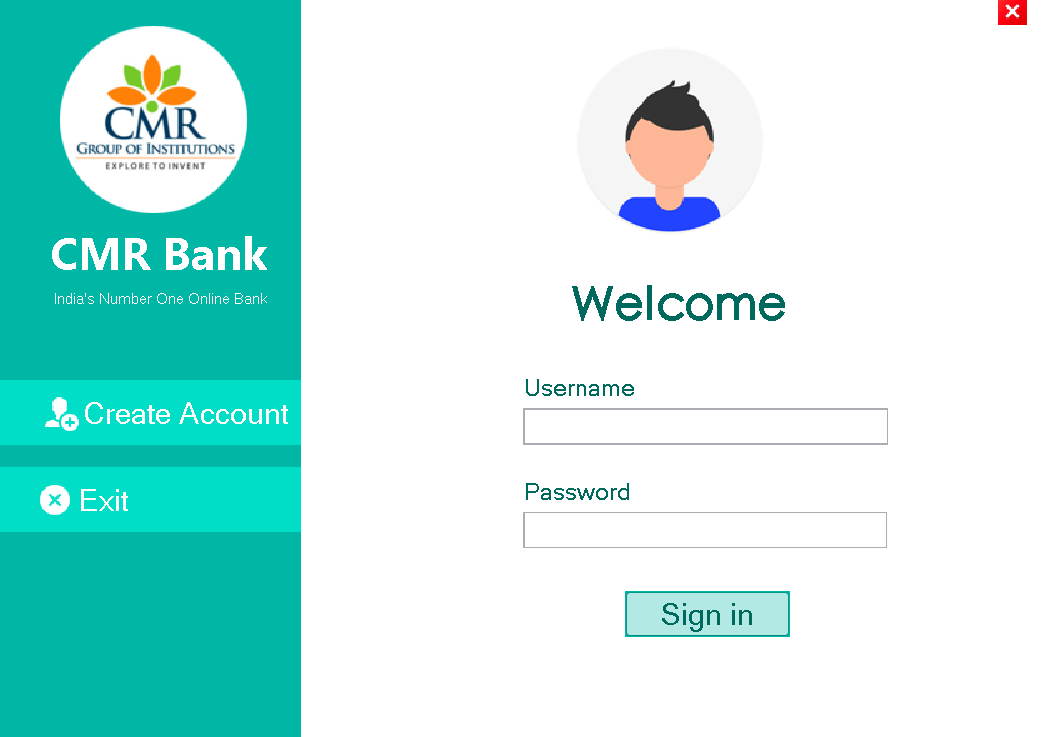 CMR
GROUP OF INSTITUTIONS
EXPLORE TO INVENT
CMR Bank
India's Number One Online Bank
Create Account
Exit
Welcome
Username
Password
Sign in